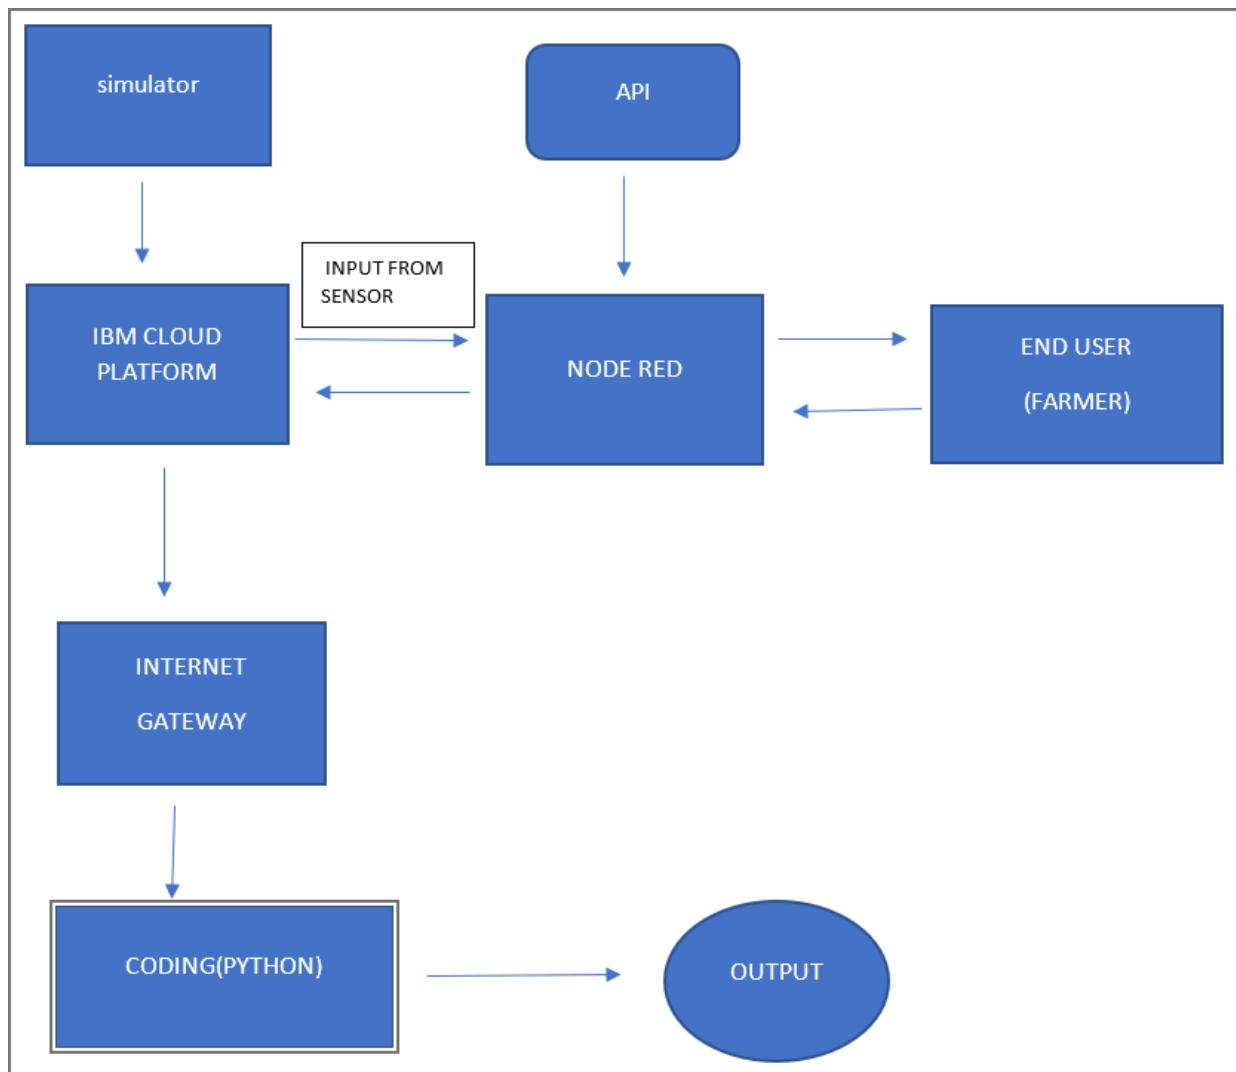 simulator
API
INPUT FROM
SENSOR
IBM CLOUD
PLATFORM
NODE RED
END USER
(FARMER)
INTERNET
GATEWAY
CODING(PYTHON)
OUTPUT